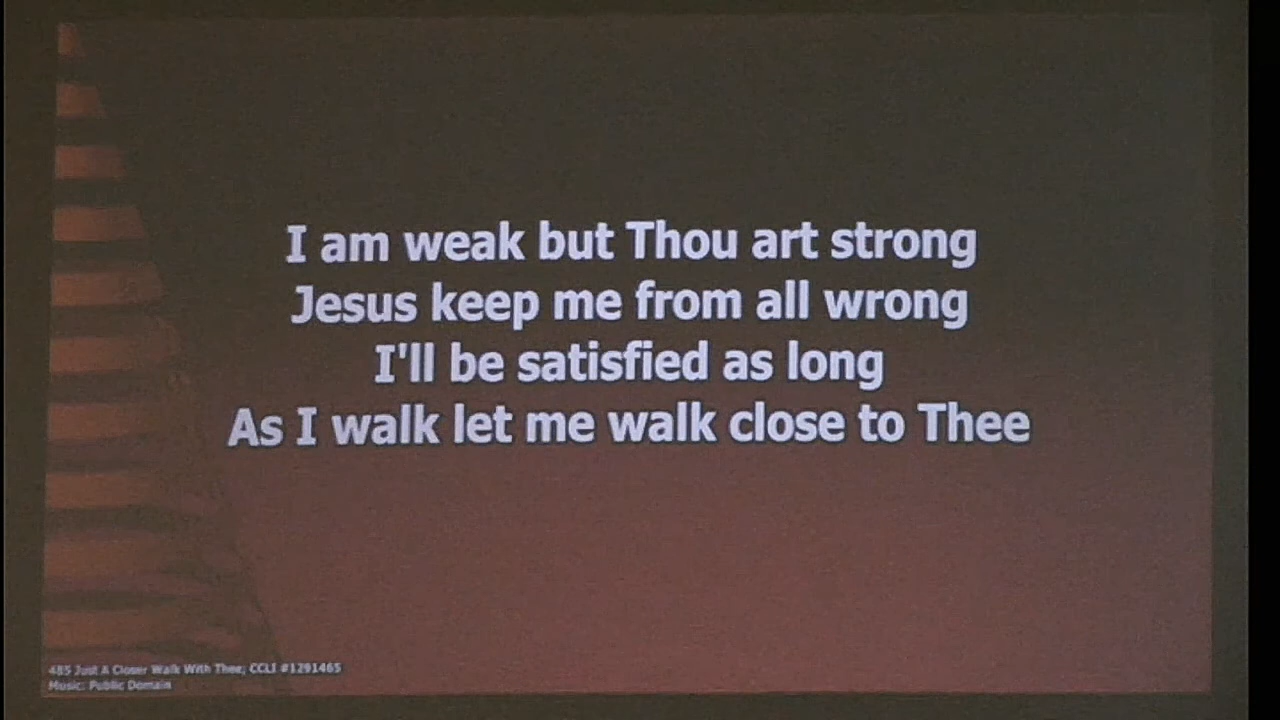 I am weak but Thou art strong
Jesus keep me from all wrong
I'll be satisfied as long
As I walk let me walk close to Thee
485 Just A Closer Walk With Thee; CCLI #1291465
Music: Public Domain